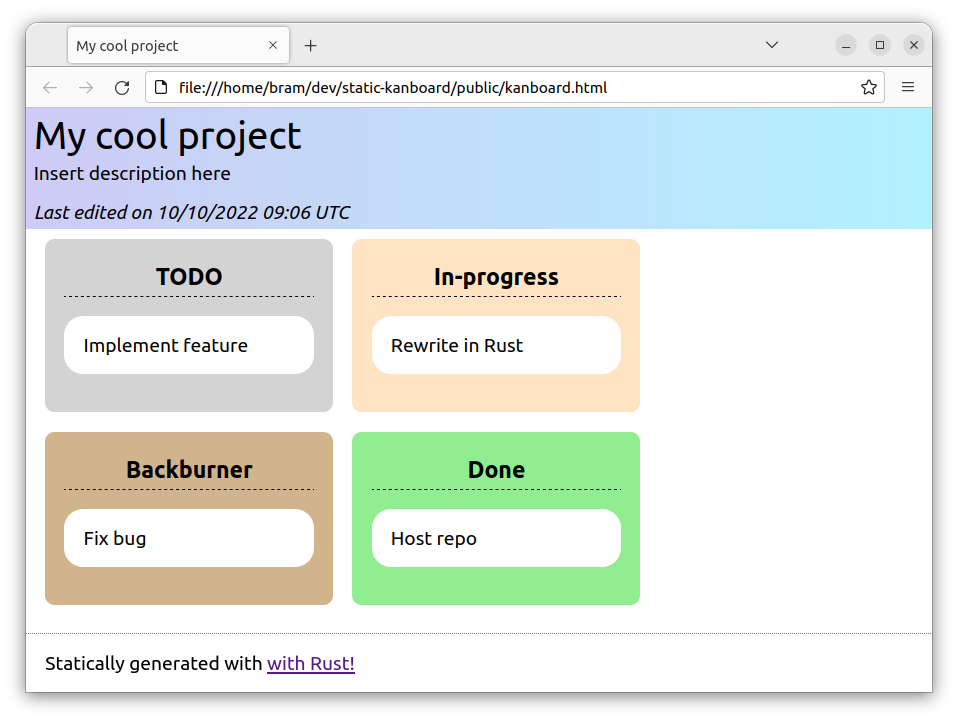 My cool project
file:///home/bram/dev/static-kanboard/public/kanboard.html
My cool project
Insert description here
Last edited on 10/10/2022 09:06 UTC
TODO
Implement feature
In-progress
Rewrite in Rust
Backburner
Fix bug
Done
Host repo
Statically generated with with Rust!